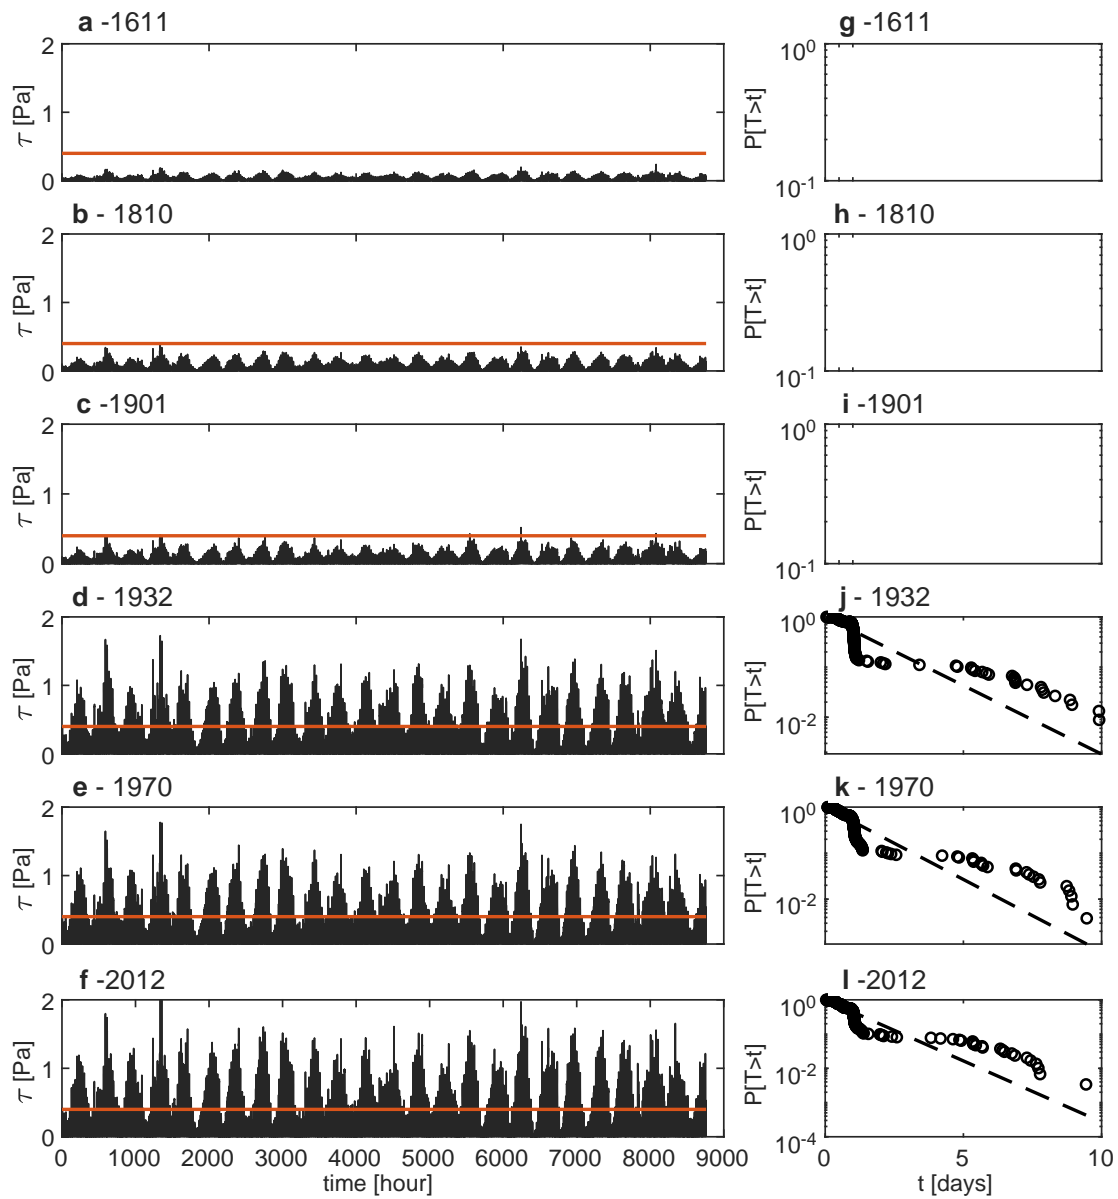 a -1611
g -1611
2
1
0
τ [Pa]
10^0
10^-1
P[T>t]
b - 1810
h - 1810
2
1
0
τ [Pa]
10^0
10^-1
P[T>t]
c -1901
i -1901
2
1
0
τ [Pa]
10^0
10^-1
P[T>t]
d - 1932
j - 1932
2
1
0
τ [Pa]
10^0
10^-2
P[T>t]
e - 1970
k - 1970
2
1
0
τ [Pa]
10^0
10^-2
P[T>t]
f -2012
l -2012
2
1
0
τ [Pa]
10^0
10^-2
10^-4
P[T>t]
0 1000 2000 3000 4000 5000 6000 7000 8000 9000
0 5 10
time [hour]
t [days]